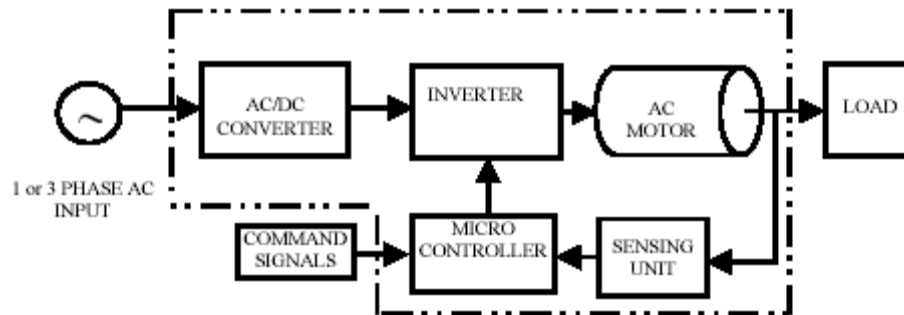 AC/DC
CONVERTER
INVERTER
AC
MOTOR
LOAD
~
1 or 3 PHASE AC
INPUT
COMMAND
SIGNALS
MICRO
CONTROLLER
SENSING
UNIT